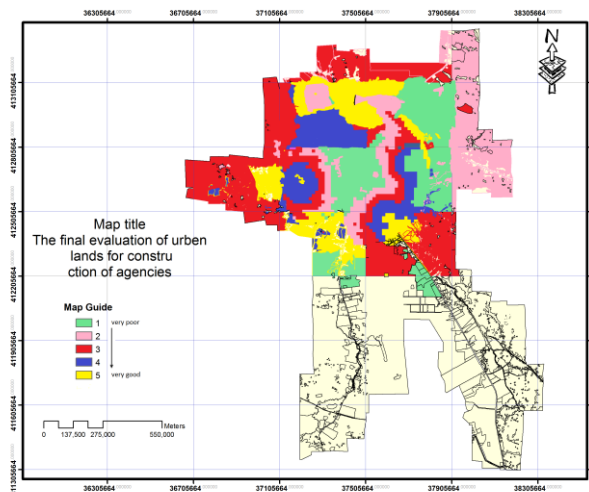 36305664 36705664 37105664 37505664 37905664 38305664
N
413105664
412805664
412505664
412205664
411905664
411605664
411305664
Map title
The final evaluation of urben
lands for constru
ction of agencies
Map Guide
1 very poor
2
3
4
5 very good
Meters
0 137,500 275,000 550,000
36305664 36705664 37105664 37505664 37905664 38305664